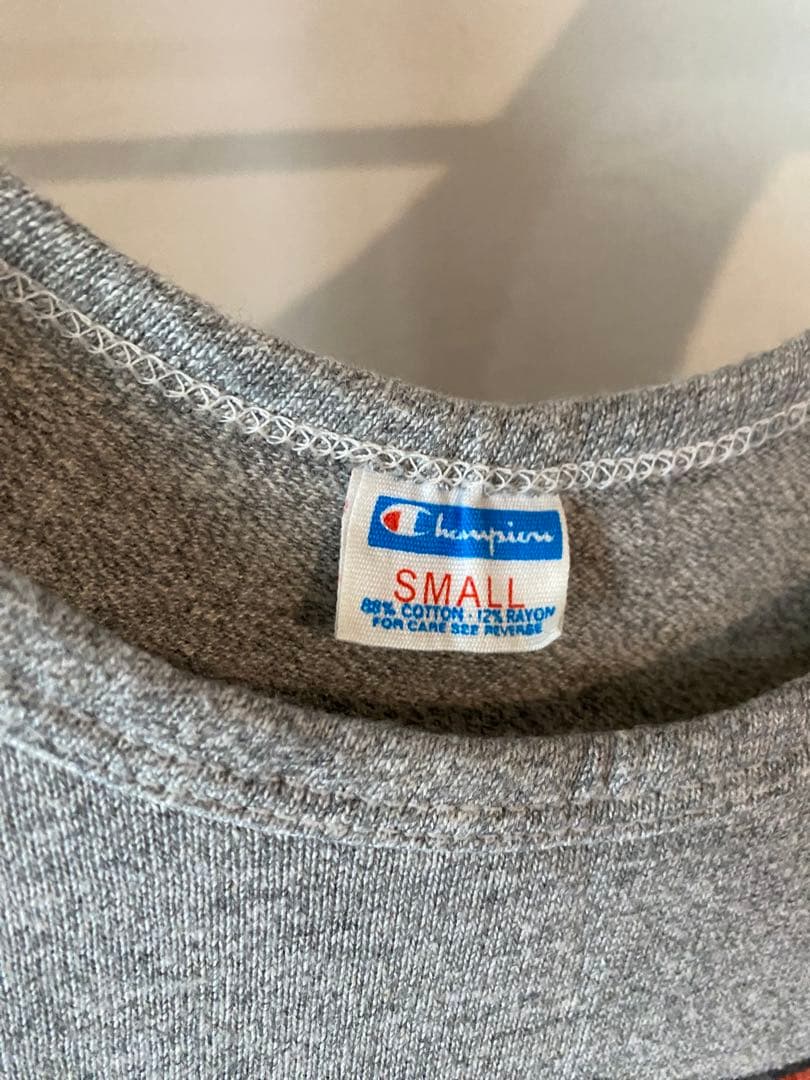 Champion
SMALL
88% COTTON · 12% RAYON
FOR CARE SEE REVERSE